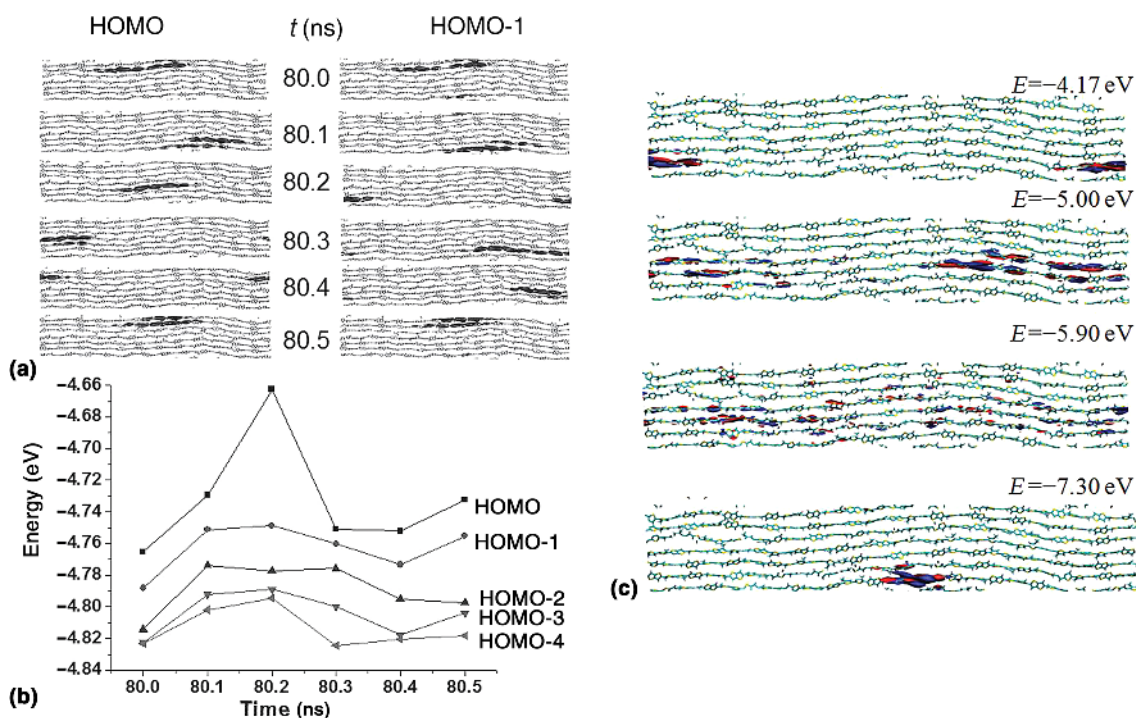 HOMO
t (ns)
HOMO-1
80.0
80.1
80.2
80.3
80.4
80.5
(a)
−4.66
−4.68
−4.70
−4.72
−4.74
−4.76
−4.78
−4.80
−4.82
−4.84
Energy (eV)
HOMO
HOMO-1
HOMO-2
HOMO-3
HOMO-4
80.0 80.1 80.2 80.3 80.4 80.5
Time (ns)
(b)
E=−4.17 eV
E=−5.00 eV
E=−5.90 eV
E=−7.30 eV
(c)